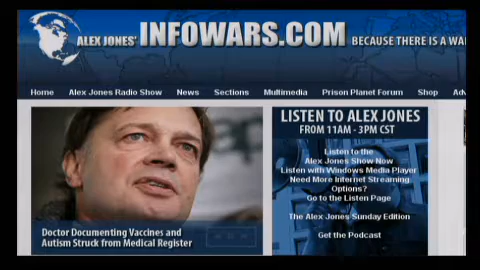 ALEX JONES' INFOWARS.COM BECAUSE THERE IS A WA
Home Alex Jones Radio Show News Sections Multimedia Prison Planet Forum Shop Ad
LISTEN TO ALEX JONES
FROM 11AM - 3PM CST
Listen to the
Alex Jones Show Now
Listen with Windows Media Player
Need More Internet Streaming
Options?
Go to the Listen Page
The Alex Jones Sunday Edition
Get the Podcast
Doctor Documenting Vaccines and
Autism Struck from Medical Register